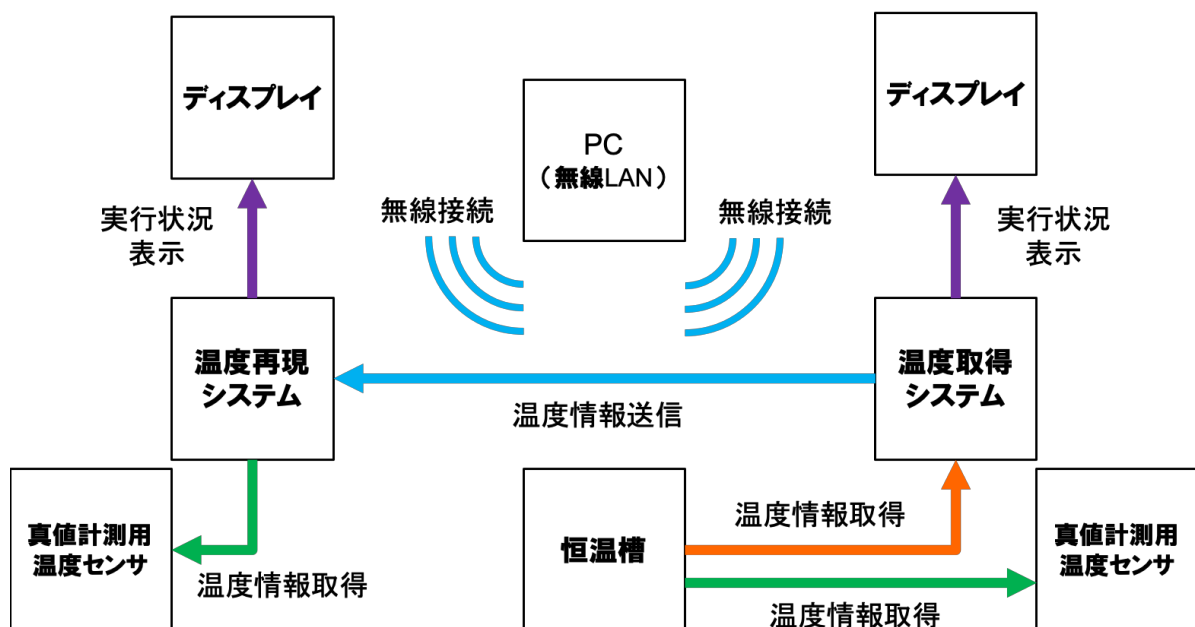 ディスプレイ
ディスプレイ
PC
(無線LAN)
無線接続
無線接続
実行状況
表示
実行状況
表示
温度再現
システム
温度取得
システム
温度情報送信
真値計測用
温度センサ
温度情報取得
恒温槽
温度情報取得
温度情報取得
真値計測用
温度センサ